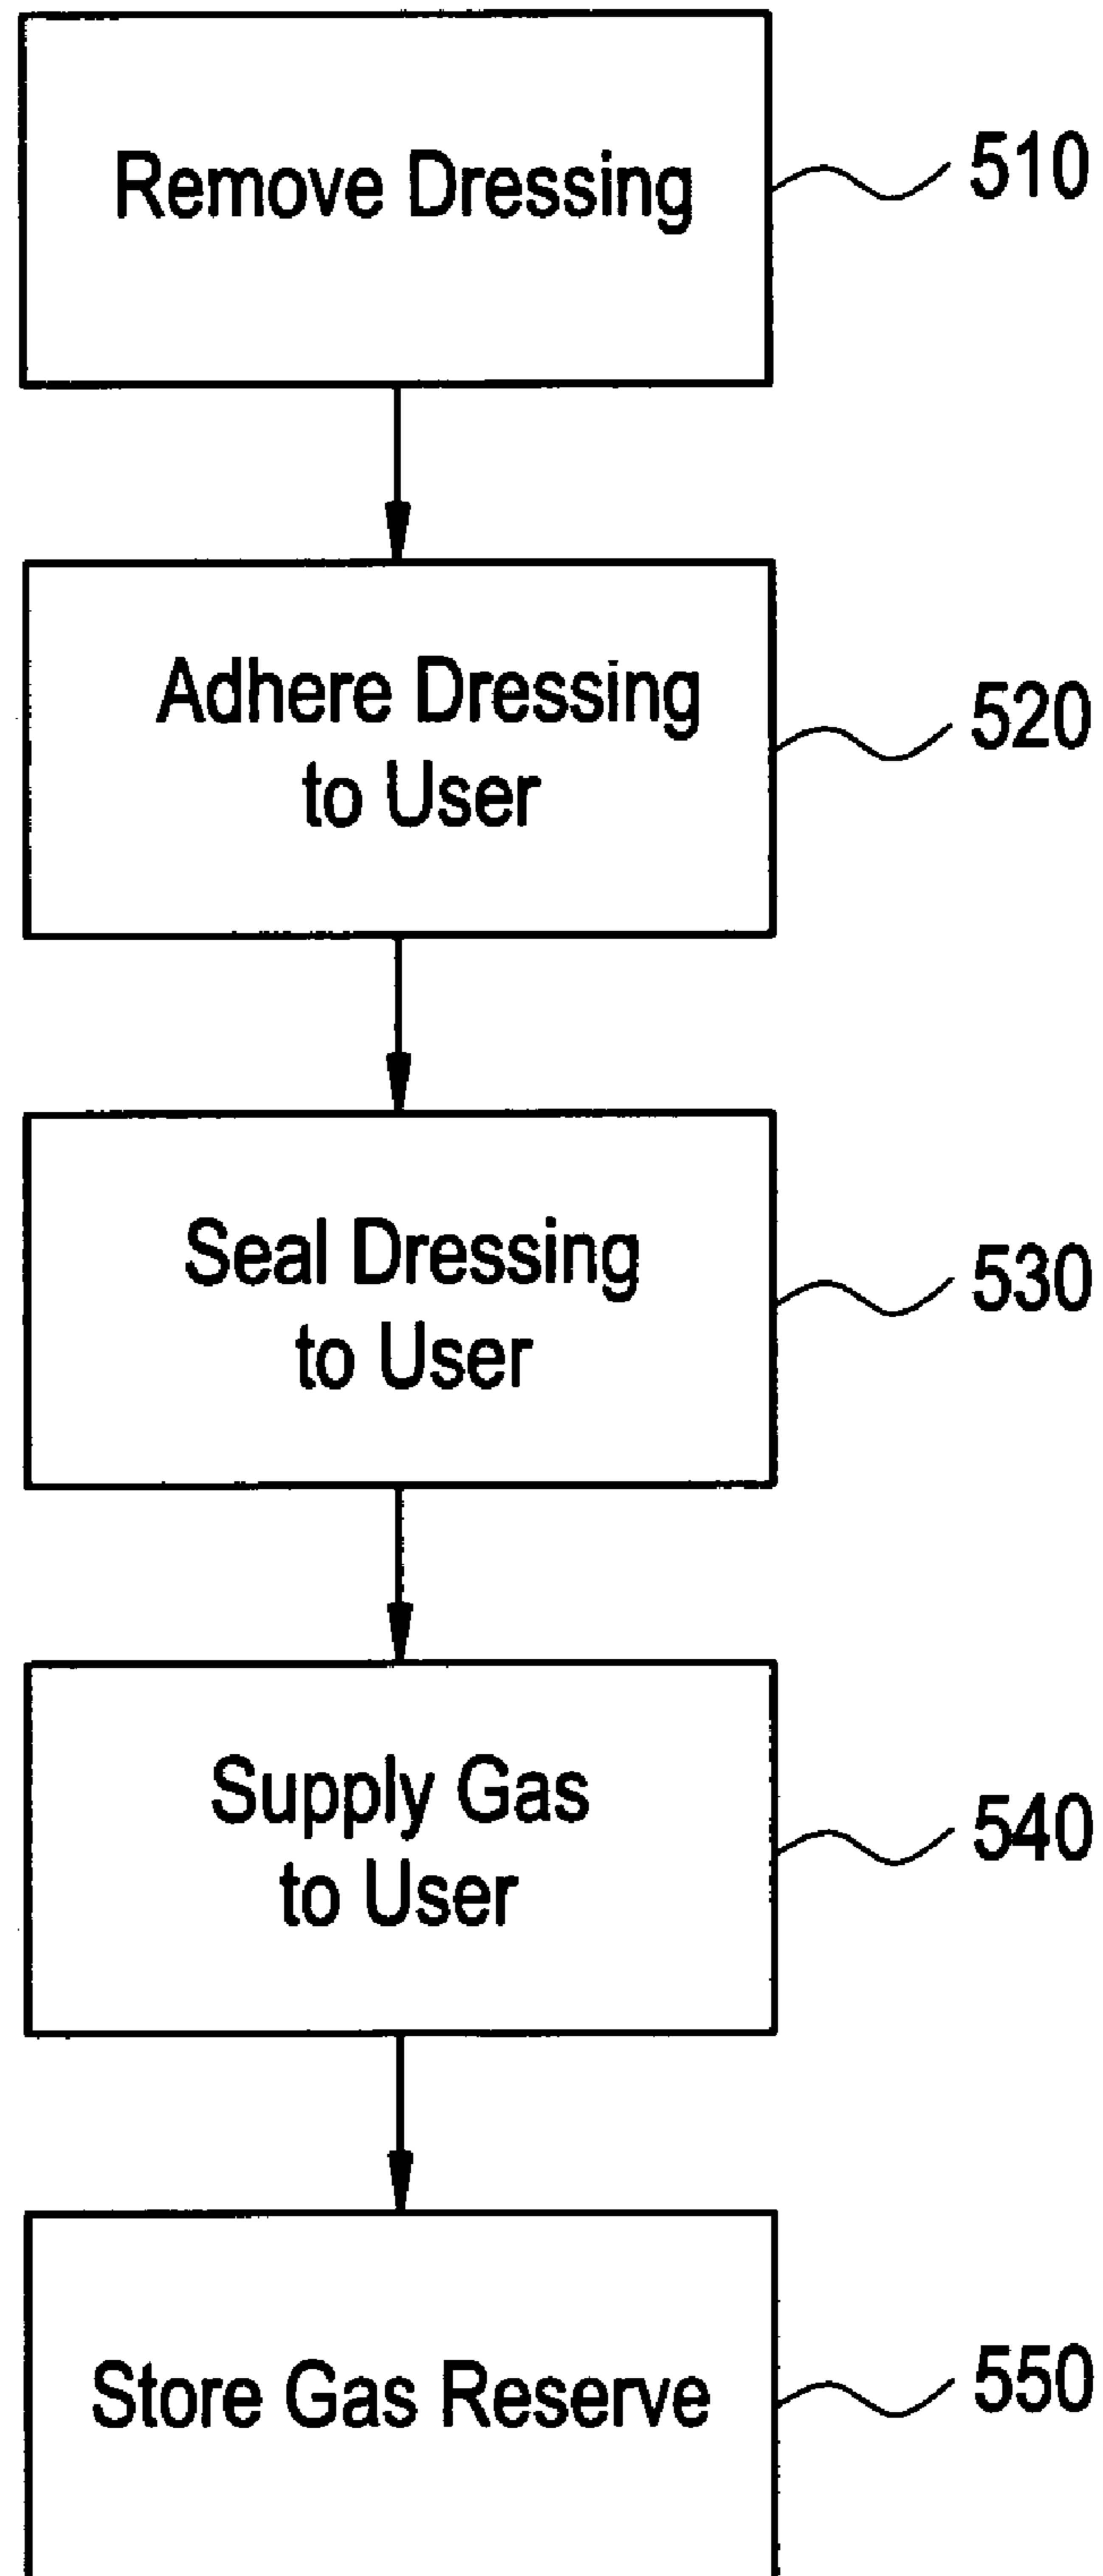 Remove Dressing
510
Adhere Dressing
to User
520
Seal Dressing
to User
530
Supply Gas
to User
540
Store Gas Reserve
550